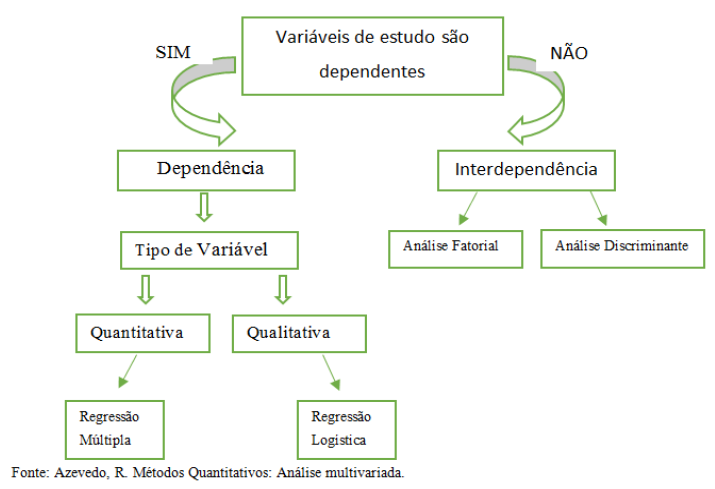 Variáveis de estudo são
dependentes
SIM
NÃO
Dependência
Interdependência
Tipo de Variável
Análise Fatorial
Análise Discriminante
Quantitativa
Qualitativa
Regressão
Múltipla
Regressão
Logistica
Fonte: Azevedo, R. Métodos Quantitativos: Análise multivariada.